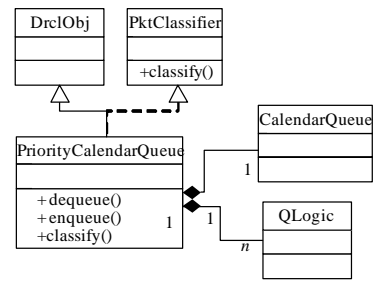 DrclObj
PktClassifier
+classify()
PriorityCalendarQueue
+dequeue()
+enqueue()
+classify()
CalendarQueue
1
1
1
QLogic
n